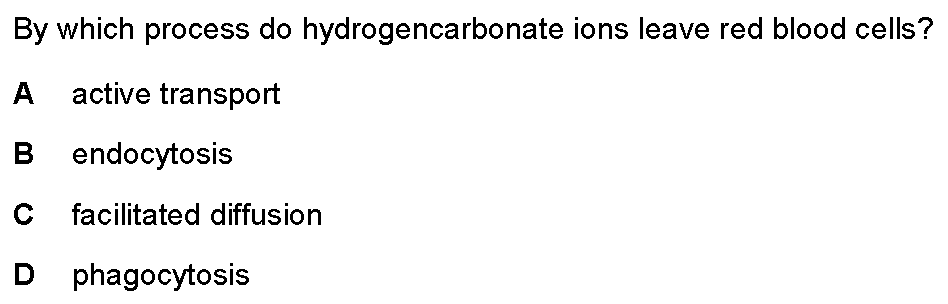 By which process do hydrogencarbonate ions leave red blood cells?
A active transport
B endocytosis
C facilitated diffusion
D phagocytosis